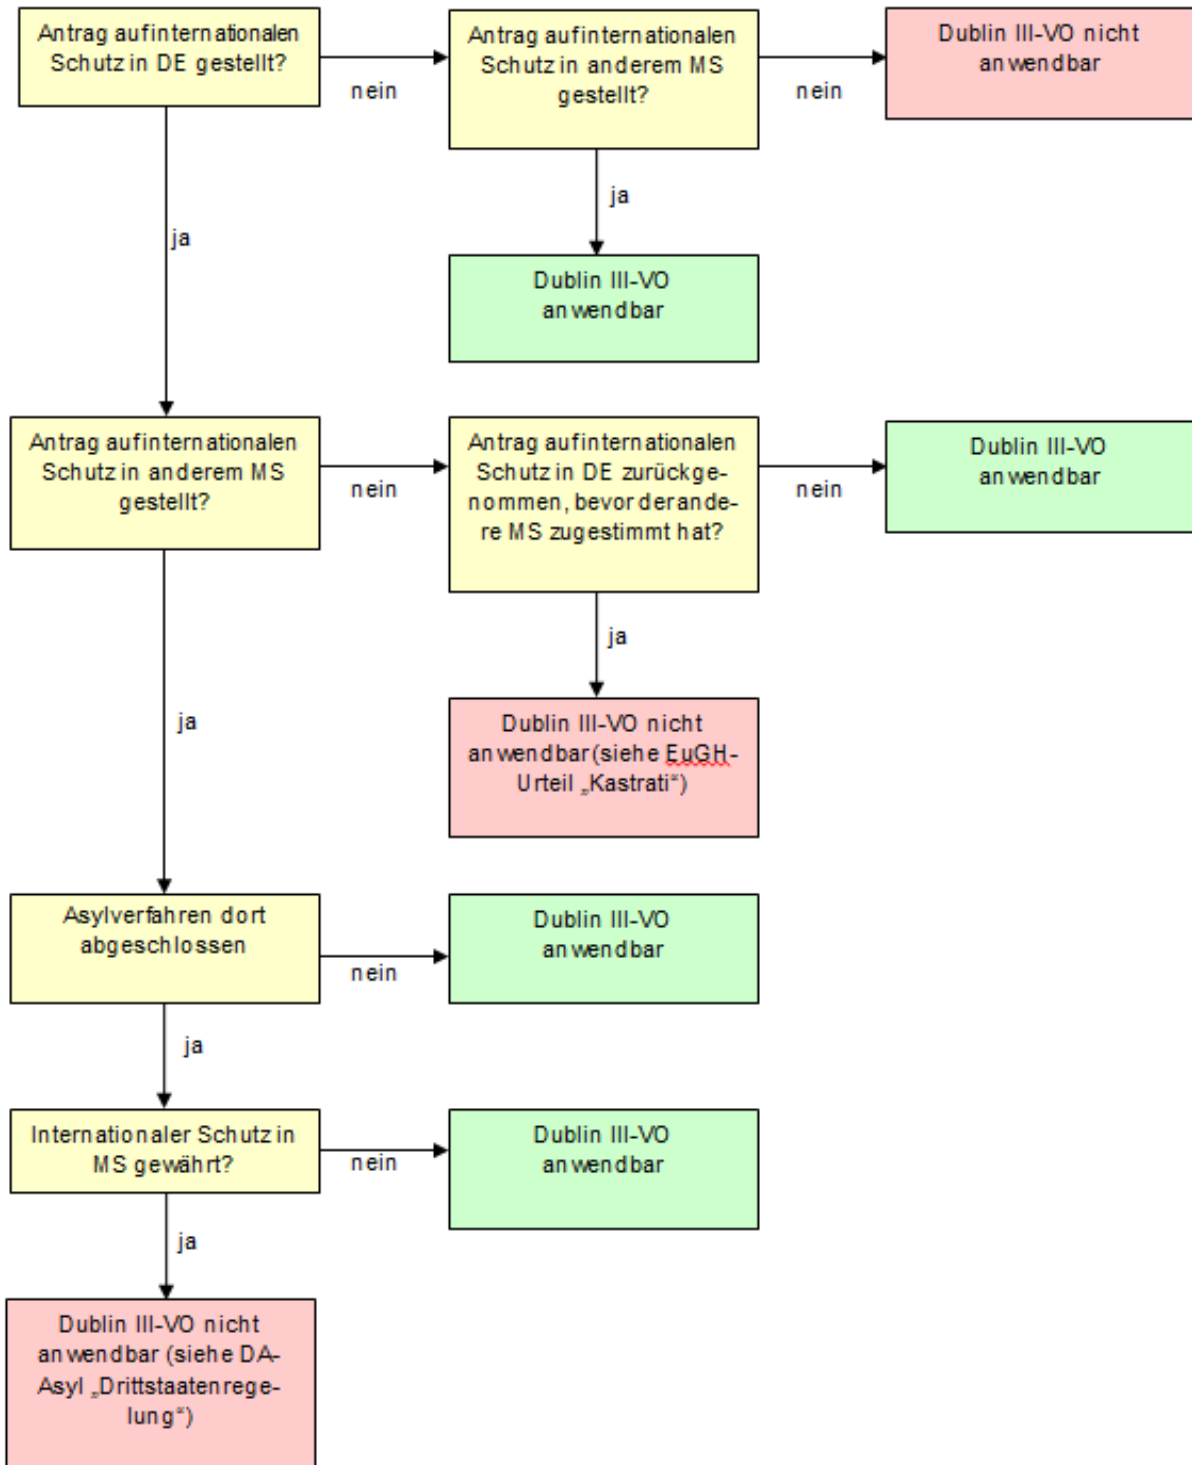 Antrag auf internationalen
Schutz in DE gestellt?
nein
Antrag auf internationalen
Schutz in anderem MS
gestellt?
nein
Dublin III-VO nicht
anwendbar
ja
ja
Dublin III-VO
anwendbar
Antrag auf internationalen
Schutz in anderem MS
gestellt?
nein
Antrag auf internationalen
Schutz in DE zurückge-
nommen, bevor der ande-
re MS zugestimmt hat?
nein
Dublin III-VO
anwendbar
ja
ja
Dublin III-VO nicht
anwendbar (siehe EuGH-
Urteil „Kastrati“)
Asylverfahren dort
abgeschlossen
nein
Dublin III-VO
anwendbar
ja
Internationaler Schutz in
MS gewährt?
nein
Dublin III-VO
anwendbar
ja
Dublin III-VO nicht
anwendbar (siehe DA-
Asyl „Drittstaatenrege-
lung“)